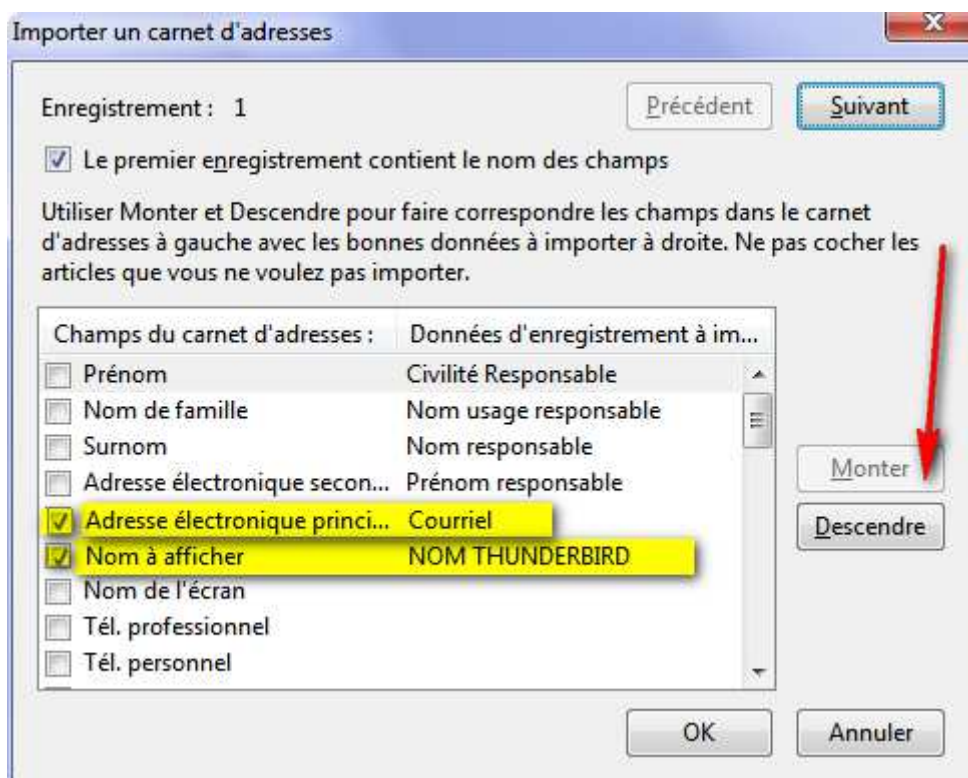 Importer un carnet d'adresses
Enregistrement : 1
Précédent
Suivant
Le premier enregistrement contient le nom des champs
Utiliser Monter et Descendre pour faire correspondre les champs dans le carnet
d'adresses à gauche avec les bonnes données à importer à droite. Ne pas cocher les
articles que vous ne voulez pas importer.
Champs du carnet d'adresses : Données d'enregistrement à im...
Prénom Civilité Responsable
Nom de famille Nom usage responsable
Surnom Nom responsable
Adresse électronique secon... Prénom responsable
Adresse électronique princi... Courriel
Nom à afficher NOM THUNDERBIRD
Nom de l'écran
Tél. professionnel
Tél. personnel
Monter
Descendre
OK
Annuler